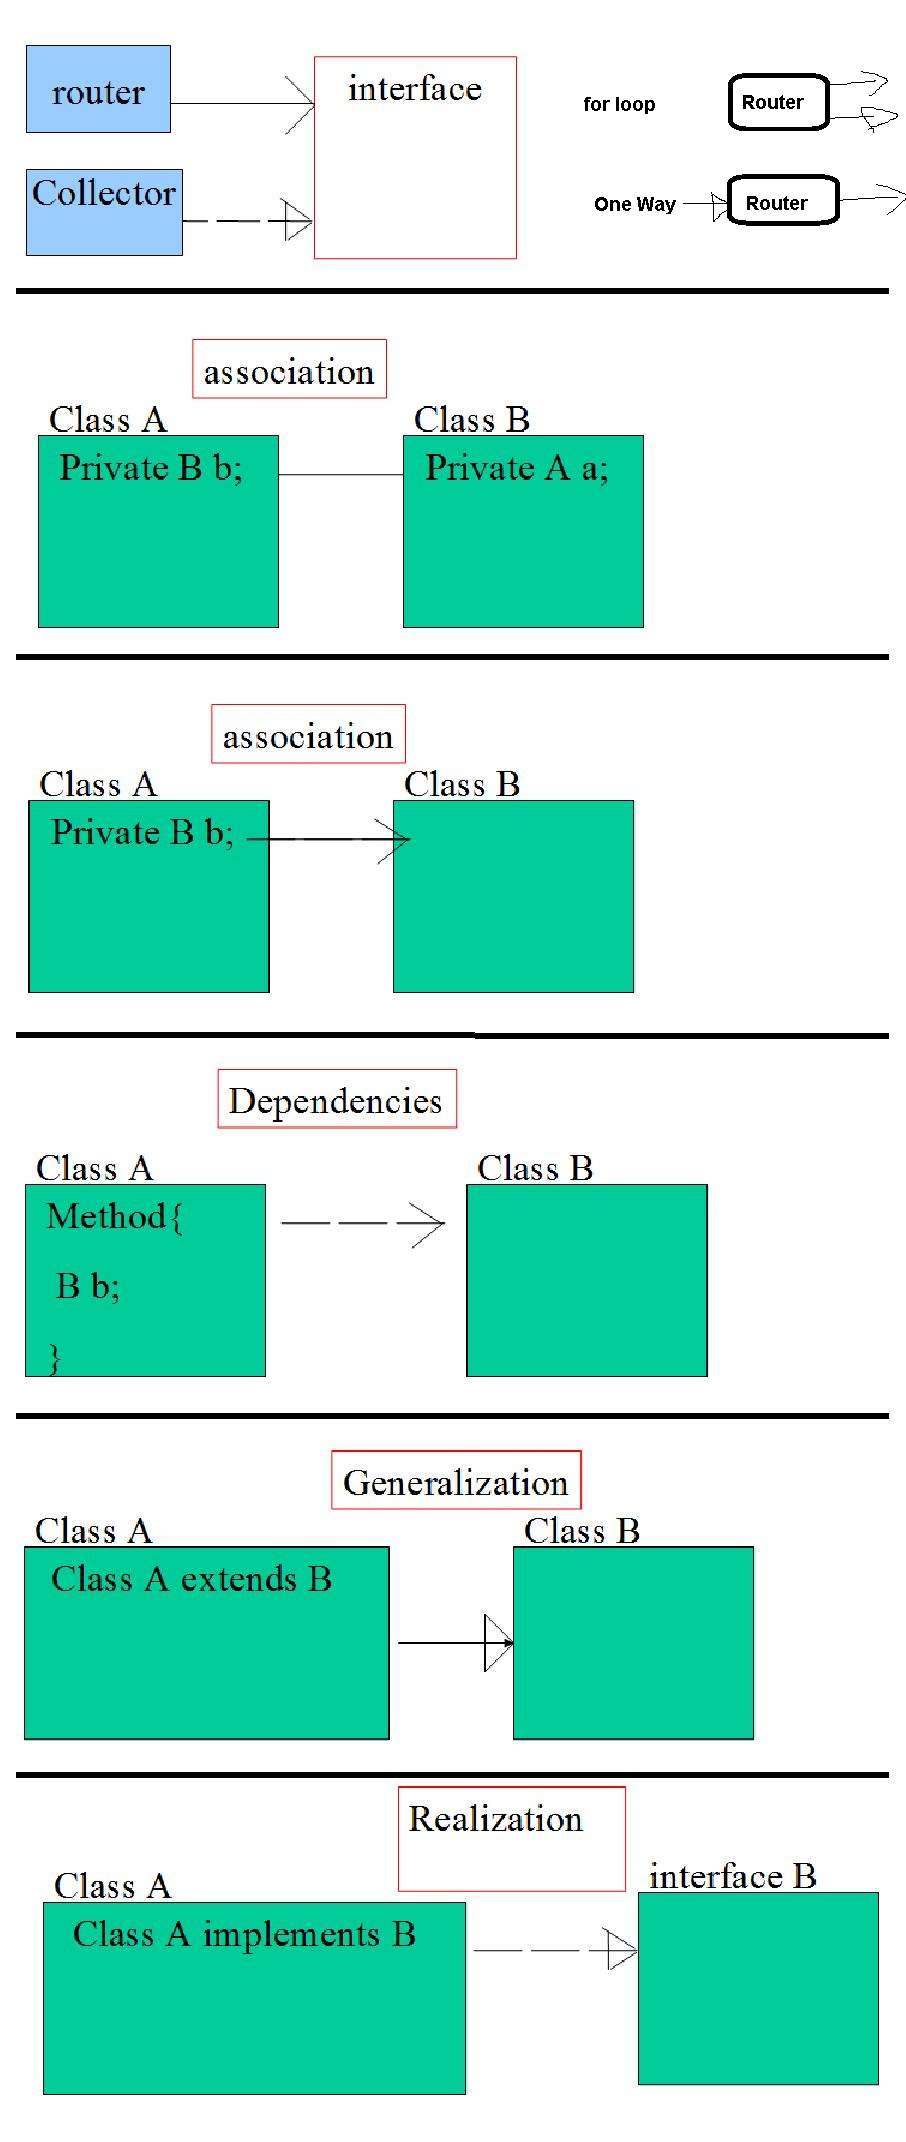 router
interface
for loop
Router
Collector
One Way
Router
association
Class A
Class B
Private B b;
Private A a;
association
Class A
Class B
Private B b;
Dependencies
Class A
Class B
Method{
B b;
}
Generalization
Class A
Class B
Class A extends B
Realization
Class A
interface B
Class A implements B